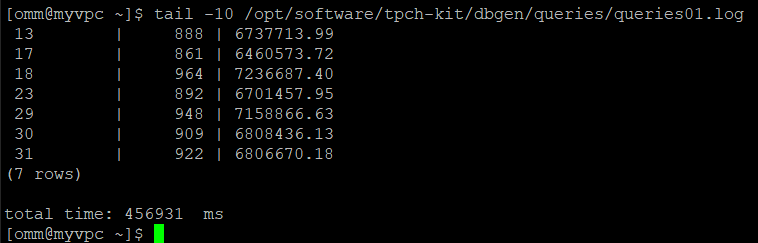 [omm@myvpc ~]$ tail -10 /opt/software/tpch-kit/dbgen/queries/queries01.log
13 | 888 | 6737713.99
17 | 861 | 6460573.72
18 | 964 | 7236687.40
23 | 892 | 6701457.95
29 | 948 | 7158866.63
30 | 909 | 6808436.13
31 | 922 | 6806670.18
(7 rows)
total time: 456931 ms
[omm@myvpc ~]$